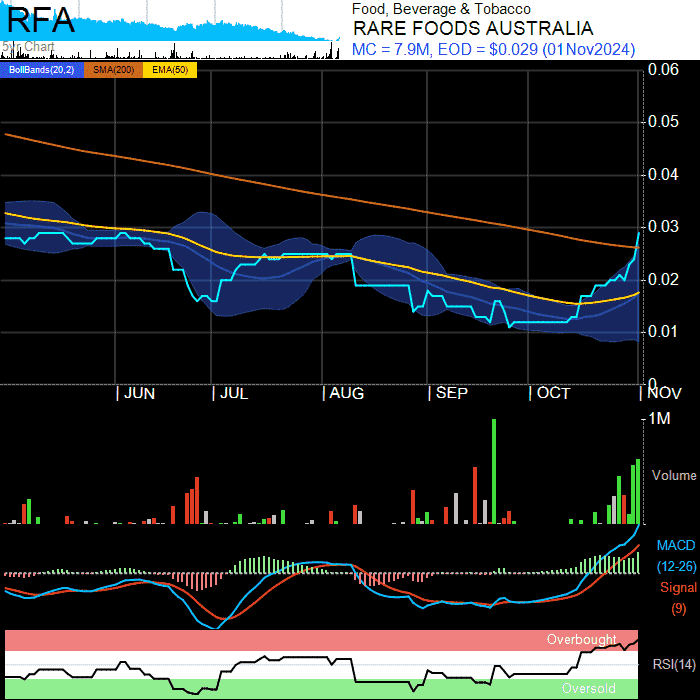 RFA
5yr Chart
Food, Beverage & Tobacco
RARE FOODS AUSTRALIA
MC = 7.9M, EOD = $0.029 (01Nov2024)
BollBands(20,2) SMA(200) EMA(50)
0.06
0.05
0.04
0.03
0.02
0.01
0
JUN JUL AUG SEP OCT NOV
1M
Volume
MACD
(12-26)
Signal
(9)
Overbought
RSI(14)
Oversold